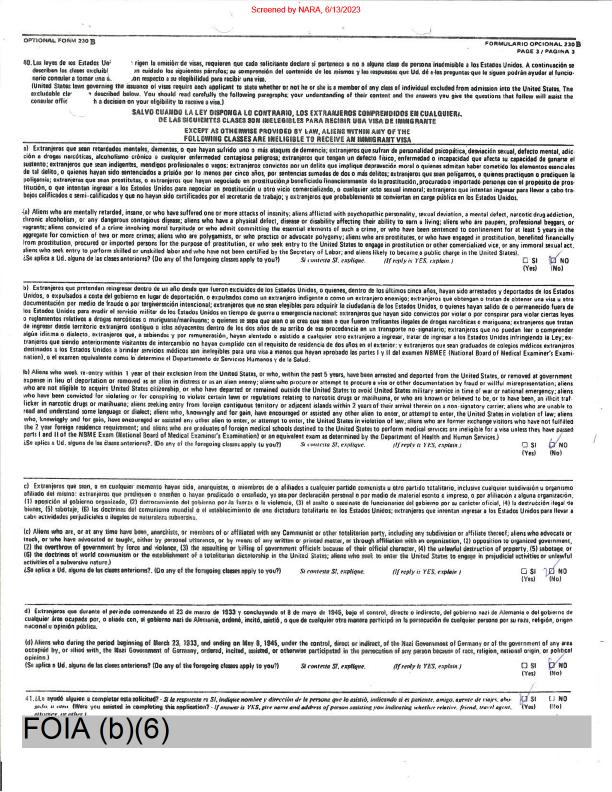 Screened by NARA, 6/13/2023
OPTIONAL FORM 230 B
FORMULARIO OPCIONAL 230 B
PAGE 3 / PAGINA 3
40. Las leyes de los Estados Uni rigen la emisión de visas, requieren que cada solicitante declare si pertenece o no a alguna clase de persona inadmisible a los Estados Unidos. A continuación se
describen las clases excluibl en cuidado los siguientes párrafos; su comprensión del contenido de los mismos y las respuestas que Ud. dé a las preguntas que le siguen podrán ayudar al funcio-
nario consular a tomar una on respecto a su elegibilidad para recibir una visa.
(United States laws governing the issuance of visas require each applicant to state whether or not he or she is a member of any class of individual excluded from admission into the United States. The
excludable clas described below. You should read carefully the following paragraphs; your understanding of their content and the answers you give the questions that follow will assist the
consular offic h a decision on your eligibility to receive a visa.)
SALVO CUANDO LA LEY DISPONGA LO CONTRARIO, LOS EXTRANJEROS COMPRENDIDOS EN CUALQUIERA
DE LAS SIGUIENTES CLASES SON INELEGIBLES PARA RECIBIR UNA VISA DE INMIGRANTE
EXCEPT AS OTHERWISE PROVIDED BY LAW, ALIENS WITHIN ANY OF THE
FOLLOWING CLASSES ARE INELIGIBLE TO RECEIVE AN IMMIGRANT VISA
a) Extranjeros que sean retardados mentales, dementes, o que hayan sufrido uno o más ataques de demencia; extranjeros que sufran de personalidad psicopática, desviación sexual, defecto mental, adic
ción a drogas narcóticas, alcoholismo crónico o cualquier enfermedad contagiosa peligrosa; extranjeros que tengan un defecto físico, enfermedad o incapacidad que afecte su capacidad de ganarse el
sustento; extranjeros que sean indigentes, mendigos profesionales o vagos; extranjeros convictos por un delito que implique depravación moral o quienes admitan haber cometido los elementos esenciales
de tal delito, o quienes hayan sido sentenciados a prisión por lo menos por cinco años, por sentencias sumadas de dos o más delitos; extranjeros que sean polígamos, o quienes practiquen o prediquen la
poligamia; extranjeros que sean prostitutas, o extranjeros que hayan negociado en prostitución, beneficiado financieramente de la prostitución, procurado o importado personas con el propósito de pros-
titución, o que intentan ingresar a los Estados Unidos para negociar en prostitución u otro vicio comercializado, o cualquier acto sexual inmoral; extranjeros que intentan ingresar para llevar a cabo tra-
bajos calificados o semi-calificados y que no hayan sido certificados por el secretario de trabajo; y extranjeros que probablemente se conviertan en carga pública en los Estados Unidos.
(a) Aliens who are mentally retarded, insane, or who have suffered one or more attacks of insanity; aliens afflicted with psychopathic personality, sexual deviation, a mental defect, narcotic drug addiction,
chronic alcoholism, or any dangerous contagious disease; aliens who have a physical defect, disease or disability affecting their ability to earn a living; aliens who are paupers, professional beggars, or
vagrants; aliens convicted of a crime involving moral turpitude or who admit committing the essential elements of such a crime, or who have been sentenced to confinement for at least 5 years in the
aggregate for conviction of two or more crimes; aliens who are polygamists, or who practice or advocate polygamy; aliens who are prostitutes, or who have engaged in prostitution, benefited financially
from prostitution, procured or imported persons for the purpose of prostitution, or who seek entry to the United States to engage in prostitution or other commercialized vice, or any immoral sexual act,
aliens who seek entry to perform skilled or unskilled labor and who have not been certified by the Secretary of Labor; and aliens likely to become a public charge in the United States).
¿Se aplica a Ud. alguna de las clases anteriores? (Do any of the foregoing classes apply to you?) Si contesta SI, explique. (If reply is YES, explain.) SI NO
(Yes) (No)
b) Extranjeros que pretendan reingresar dentro de un año desde que fueron excluidos de los Estados Unidos, o quienes, dentro de los últimos cinco años, hayan sido arrestados y deportados de los Estados
Unidos, o expulsados a costa del gobierno en lugar de deportación, o expulsados como un extranjero indigente o como un extranjero enemigo; extranjeros que obtengan o tratan de obtener una visa u otra
documentación por medio de fraude o por tergiversación intencional; extranjeros que no sean elegibles para adquirir la ciudadanía de los Estados Unidos, o quienes hayan salido de o permanecido fuera de
los Estados Unidos para evadir el servicio militar de los Estados Unidos en tiempo de guerra o emergencia nacional; extranjeros que hayan sido convictos por violar o por conspirar para violar ciertas leyes
o reglamentos relativos a drogas narcóticas o mariguana/marihuana; o quienes se sepa que sean o se crea que sean o que fueron traficantes ilegales de drogas narcóticas o mariguana; extranjeros que tratan
de ingresar desde territorio extranjero contiguo o islas adyacentes dentro de los dos años de su arribo de esa procedencia en un transporte no-signatario; extranjeros que no puedan leer o comprender
algún idioma o dialecto, extranjeros que, a sabiendas y por remuneración, hayan alentado o asistido a cualquier otro extranjero a ingresar, tratar de ingresar a los Estados Unidos infringiendo la Ley; ex-
tranjeros que siendo anteriormente visitantes de intercambio no hayan cumplido con el requisito de residencia de dos años en el exterior; y extranjeros que sean graduados de colegios médicos extranjeros
destinados a los Estados Unidos a brindar servicios médicos son inelegibles para una visa a menos que hayan aprobado las partes I y II del examen NBMEE (National Board of Medical Examiner's Exami-
nation), o el examen equivalente como lo determina el Departamento de Servicios Humanos y de la Salud.
(b) Aliens who seek re-entry within 1 year of their exclusion from the United States, or who, within the past 5 years, have been arrested and deported from the United States, or removed at government
expense in lieu of deportation or removed as an alien in distress or as an alien enemy; aliens who procure or attempt to procure a visa or other documentation by fraud or willful misrepresentation; aliens
who are not eligible to acquire United States citizenship, or who have departed from or remained outside the United States to avoid United States military service in time of war or national emergency; aliens
who have been convicted for violating or for conspiring to violate certain laws or regulations relating to narcotic drugs or marihuana, or who are known or believed to be, or to have been, an illicit traf-
ficker in narcotic drugs or marihuana; aliens seeking entry from foreign contiguous territory or adjacent islands within 2 years of their arrival therein on a non-signatory carrier; aliens who are unable to
read and understand some language or dialect; aliens who, knowingly and for gain, have encouraged or assisted any other alien to enter, or attempt to enter, the United States in violation of law; aliens
who, knowingly and for gain, have encouraged or assisted any other alien to enter, or attempt to enter, the United States in violation of law; aliens who are former exchange visitors who have not fulfilled
the 2 year foreign residence requirement; and aliens who are graduates of foreign medical schools destined to the United States to perform medical services are ineligible for a visa unless they have passed
parts I and II of the NBME Exam (National Board of Medical Examiner's Examination) or an equivalent exam as determined by the Department of Health and Human Services.)
¿Se aplica a Ud. alguna de las clases anteriores? (Do any of the foregoing classes apply to you?) Si contesta SI, explique. (If reply is YES, explain.) SI NO
(Yes) (No)
c) Extranjeros que sean, o en cualquier momento hayan sido, anarquistas, o miembros de o afiliados a cualquier partido comunista u otro partido totalitario, inclusive cualquier subdivisión u organismo
afiliado del mismo; extranjeros que prediquen o enseñen o hayan predicado o enseñado, ya sea por declaración personal o por medio de material escrito o impreso, o por afiliación a alguna organización,
(1) oposición al gobierno organizado, (2) derrocamiento del gobierno por la fuerza o la violencia, (3) el asalto o asesinato de funcionarios del gobierno por su carácter oficial, (4) la destrucción ilegal de
bienes, (5) sabotaje, (6) las doctrinas del comunismo mundial o el establecimiento de una dictadura totalitaria en los Estados Unidos; extranjeros que intentan ingresar a los Estados Unidos para llevar a
cabo actividades perjudiciales o ilegales de naturaleza subversiva.
(c) Aliens who are, or at any time have been, anarchists, or members of or affiliated with any Communist or other totalitarian party, including any subdivision or affiliate thereof; aliens who advocate or
teach, or who have advocated or taught, either by personal utterance, or by means of any written or printed matter, or through affiliation with an organization, (1) opposition to organized government,
(2) the overthrow of government by force and violence, (3) the assaulting or killing of government officials because of their official character, (4) the unlawful destruction of property, (5) sabotage, or
(6) the doctrines of world communism or the establishment of a totalitarian dictatorship in the United States; aliens who seek to enter the United States to engage in prejudicial activities or unlawful
activities of a subversive nature.)
¿Se aplica a Ud. alguna de las clases anteriores? (Do any of the foregoing classes apply to you?) Si contesta SI, explique. (If reply is YES, explain.) SI NO
(Yes) (No)
d) Extranjeros que durante el período comenzando el 23 de marzo de 1933 y concluyendo el 8 de mayo de 1945, bajo el control, directo o indirecto, del gobierno nazi de Alemania o del gobierno de
cualquier área ocupada por, o aliado con, el gobierno nazi de Alemania, ordenó, incitó, asistió, o que de cualquier otra manera participó en la persecución de cualquier persona por su raza, religión, origen
nacional u opinión pública.
(d) Aliens who during the period beginning of March 23, 1933, and ending on May 8, 1945, under the control, direct or indirect, of the Nazi Government of Germany or of the government of any area
occupied by, or allied with, the Nazi Government of Germany, ordered, incited, assisted, or otherwise participated in the persecution of any person because of race, religion, national origin, or political
opinion.)
¿Se aplica a Ud. alguna de las clases anteriores? (Do any of the foregoing classes apply to you?) Si contesta SI, explique. (If reply is YES, explain.) SI NO
(Yes) (No)
41. ¿Le ayudó alguien a completar esta solicitud? - Si la respuesta es SI, indique nombre y dirección de la persona que lo asistió, indicando si es pariente, amigo, agente de viajes, abo-
gado, u otro. (Were you assisted in completing this application? - If answer is YES, give name and address of person assisting you indicating whether relative, friend, travel agent, SI NO
attorney, or other.) (Yes) (No)
FOIA (b)(6)